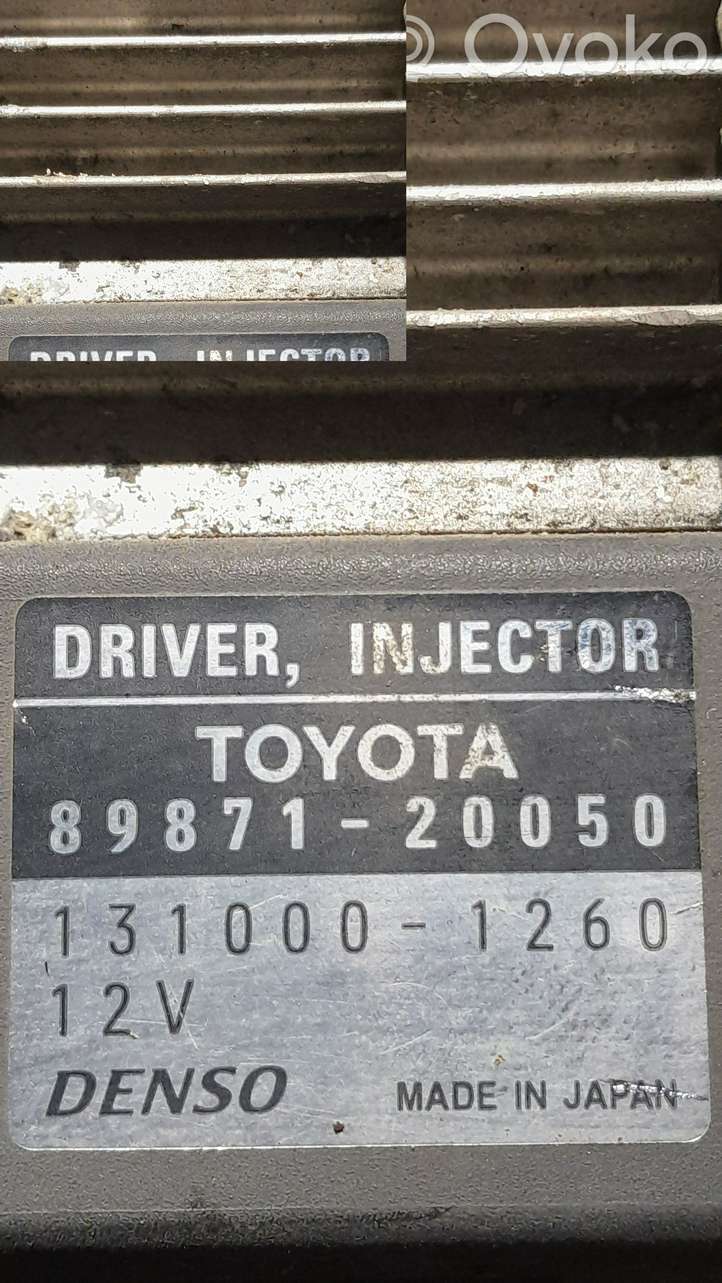 © Ovoko
DRIVER, INJECTOR
DRIVER, INJECTOR
TOYOTA
89871-20050
131000-1260
12V
DENSO MADE IN JAPAN